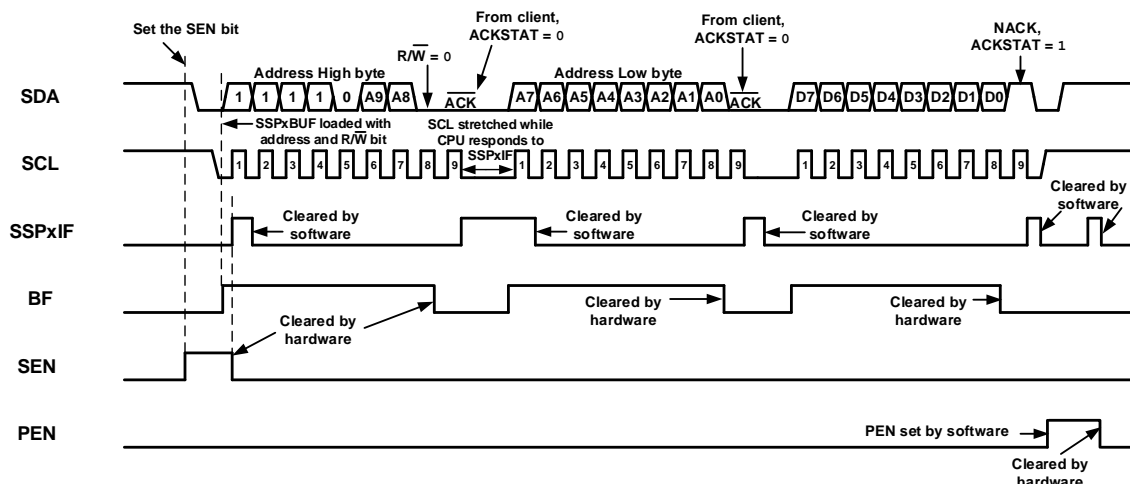 Set the SEN bit
From client,
ACKSTAT = 0
R/W = 0
From client,
ACKSTAT = 0
NACK,
ACKSTAT = 1
SDA
Address High byte
1 1 1 1 0 A9 A8
ACK
Address Low byte
A7 A6 A5 A4 A3 A2 A1 A0
ACK
D7 D6 D5 D4 D3 D2 D1 D0
SSPxBUF loaded with
address and R/W bit
SCL stretched while
CPU responds to
SSPxIF
SCL
1 2 3 4 5 6 7 8 9
1 2 3 4 5 6 7 8 9
1 2 3 4 5 6 7 8 9
SSPxIF
Cleared by
software
Cleared by
software
Cleared by
software
Cleared by
software
BF
Cleared by
hardware
Cleared by
hardware
Cleared by
hardware
SEN
PEN
PEN set by software
Cleared by
hardware